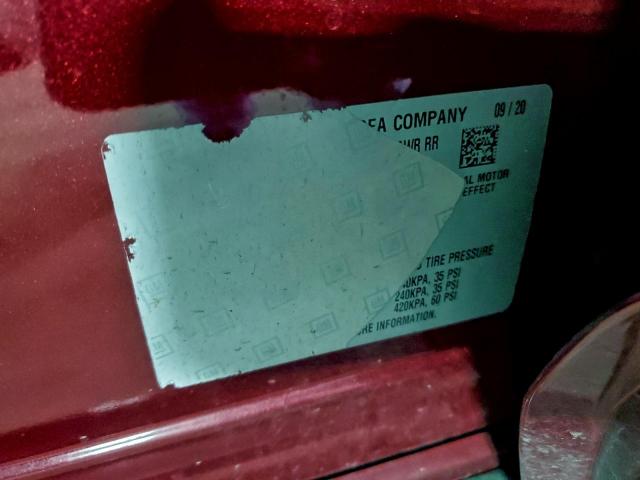 EA COMPANY 09/20
WR RR
AL MOTOR
EFFECT
TIRE PRESSURE
40KPA, 35 PSI
240KPA, 35 PSI
420KPA, 60 PSI
RE INFORMATION.